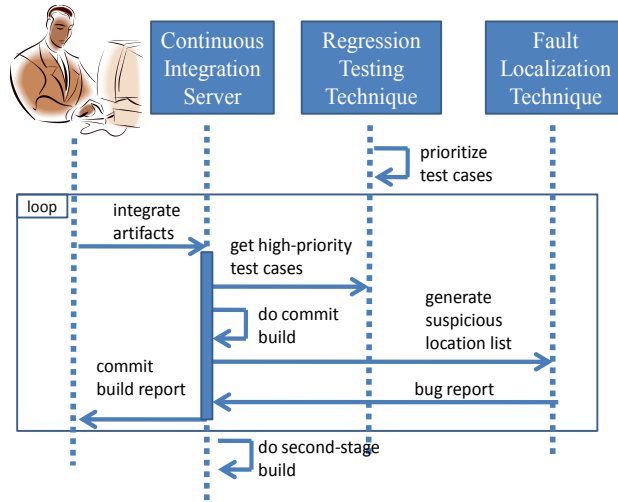 Continuous
Integration
Server
Regression
Testing
Technique
Fault
Localization
Technique
prioritize
test cases
loop
integrate
artifacts
get high-priority
test cases
do commit
build
generate
suspicious
location list
commit
build report
bug report
do second-stage
build